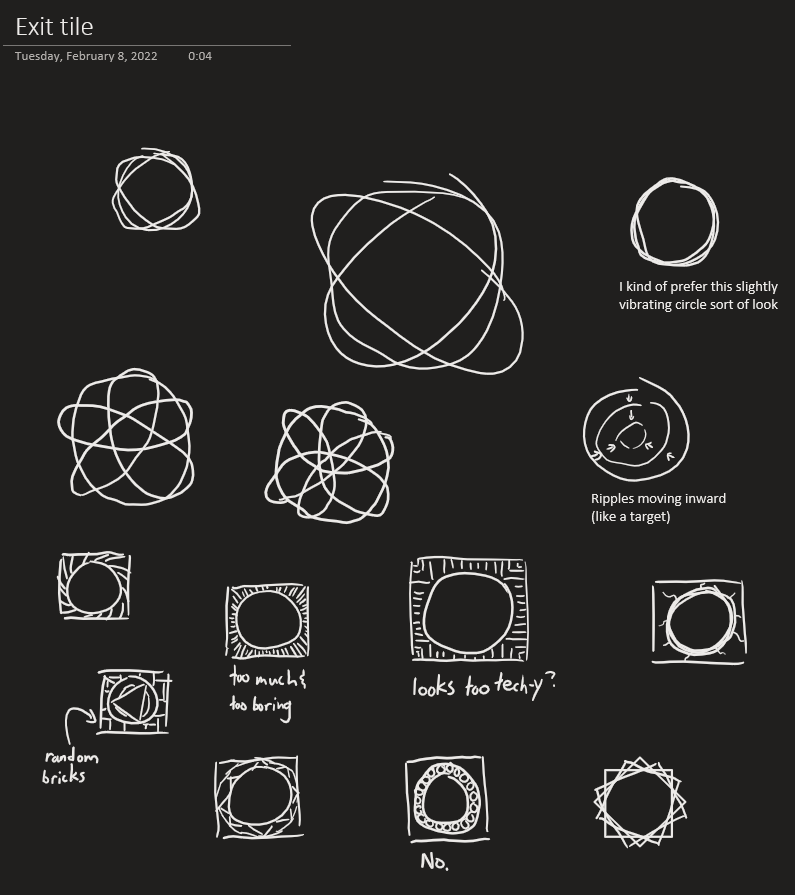 Exit tile
Tuesday, February 8, 2022 0:04
I kind of prefer this slightly
vibrating circle sort of look
Ripples moving inward
(like a target)
too much &
too boring
looks too tech-y?
random
bricks
No.